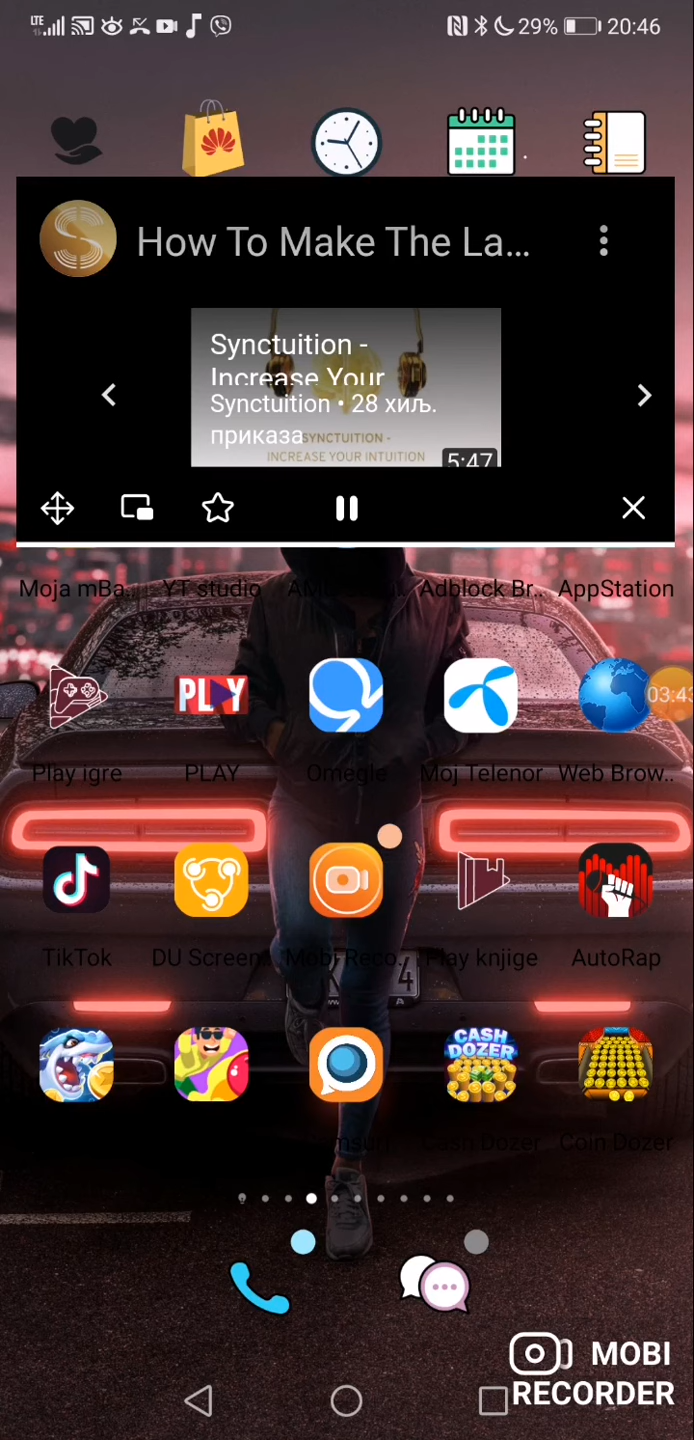 LTE 29% 20:46
How To Make The La...
Synctuition -
Increase Your
Synctuition • 28 хиљ.
приказа
SYNCTUITION -
INCREASE YOUR INTUITION
5:47
Moja mBa.. YT studio Adblock Br.. AppStation
PLAY
03:43
Play igre PLAY Omegle Moj Telenor Web Brow..
TikTok DU Screen.. Mobi Reco.. Play knjige AutoRap
4
CASH
DOZER
Cash Dozer Coin Dozer
MOBI
RECORDER